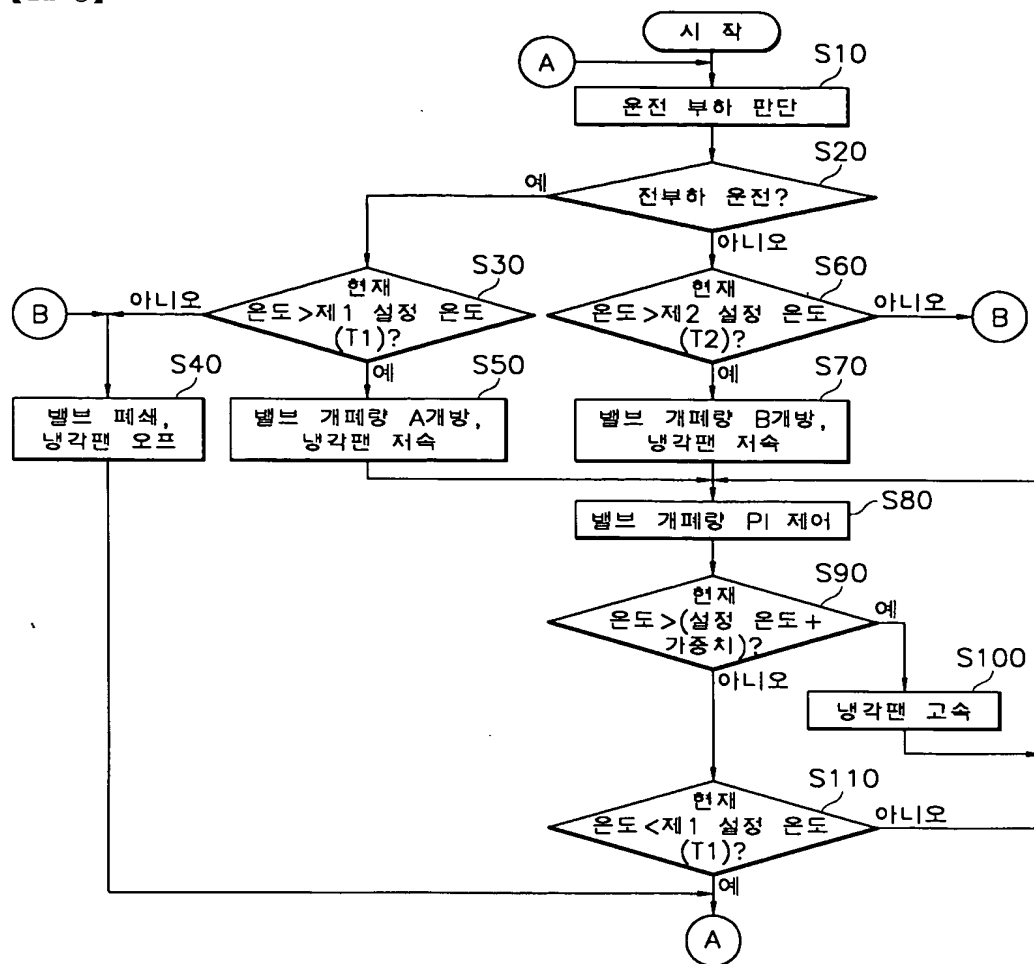 시 작
A
S10
운전 부하 판단
S20
예
전부하 운전?
아니오
S30
S60
B
아니오
현재
온도>제1 설정 온도
(T1)?
현재
온도>제2 설정 온도
(T2)?
아니오
B
S40
예
S50
예
S70
밸브 폐쇄,
냉각팬 오프
밸브 개폐량 A개방,
냉각팬 저속
밸브 개폐량 B개방,
냉각팬 저속
S80
밸브 개폐량 PI 제어
S90
현재
온도>(설정 온도+
가중치)?
예
아니오
S100
냉각팬 고속
S110
현재
온도<제1 설정 온도
(T1)?
아니오
예
A